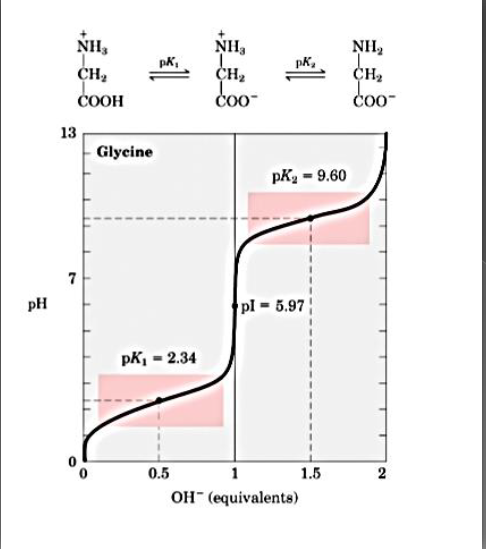 ⁺NH₃ ⁺NH₃ NH₂
pK₁ pK₂
CH₂ CH₂ CH₂
COOH COO⁻ COO⁻
13
Glycine
pK₂ = 9.60
7
pH
pI = 5.97
pK₁ = 2.34
0
0 0.5 1 1.5 2
OH⁻ (equivalents)